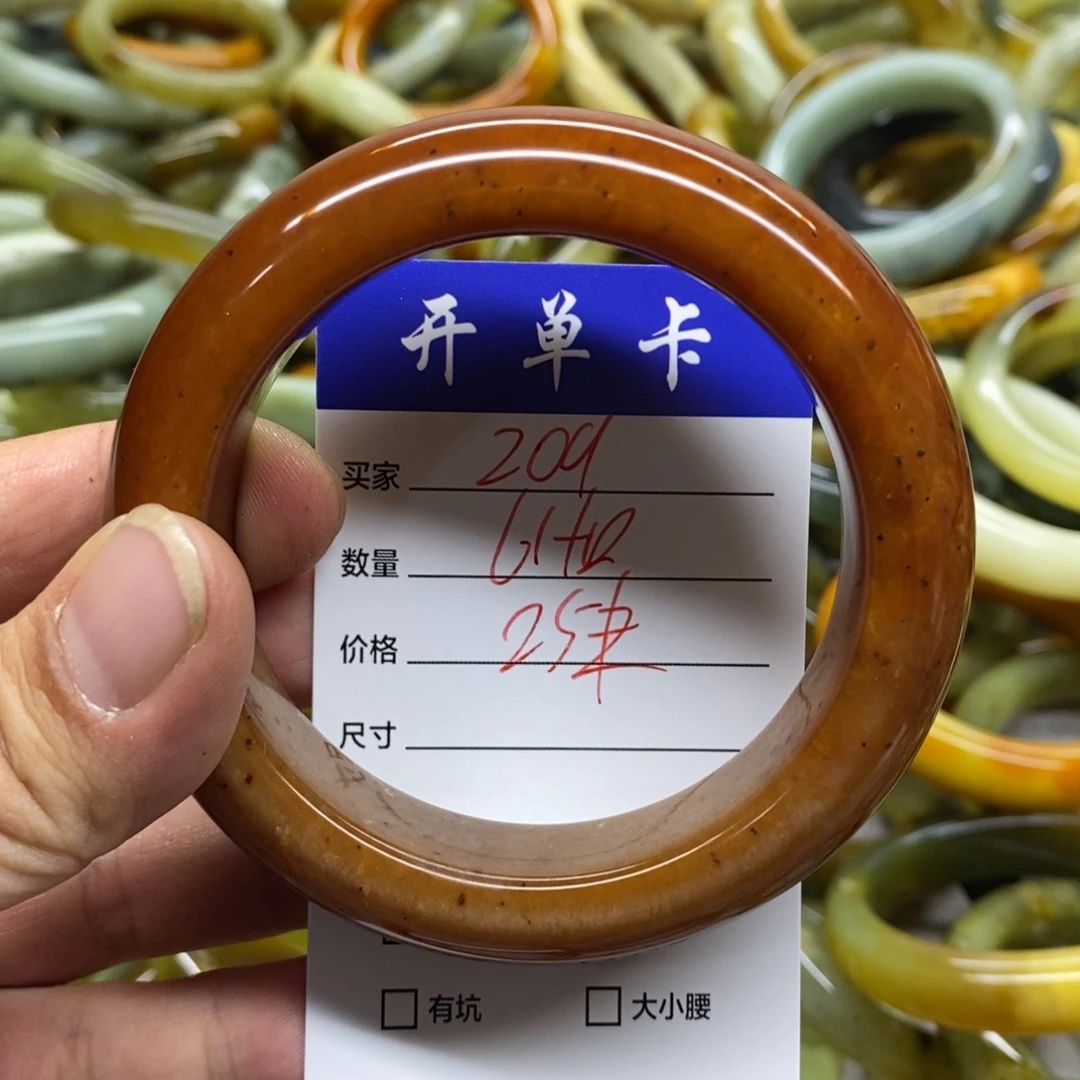 开单卡
买家 209
数量
价格 25
尺寸
有坑 大小腰